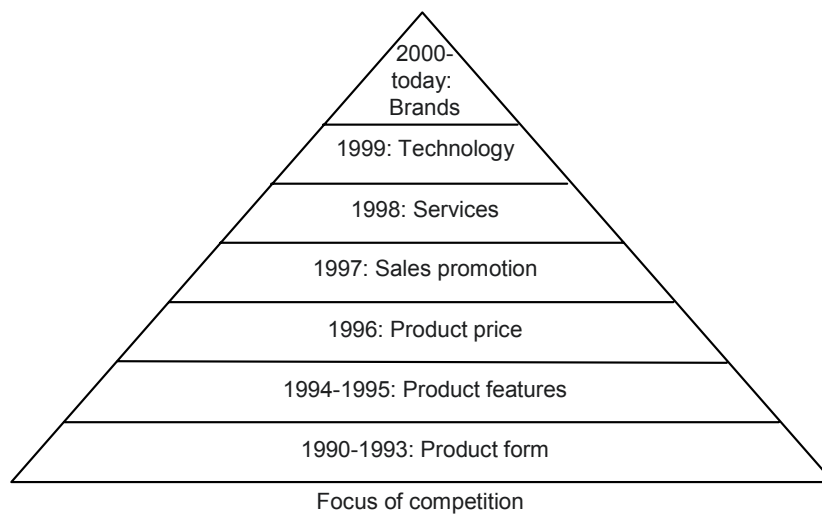 2000-
today:
Brands
1999: Technology
1998: Services
1997: Sales promotion
1996: Product price
1994-1995: Product features
1990-1993: Product form
Focus of competition